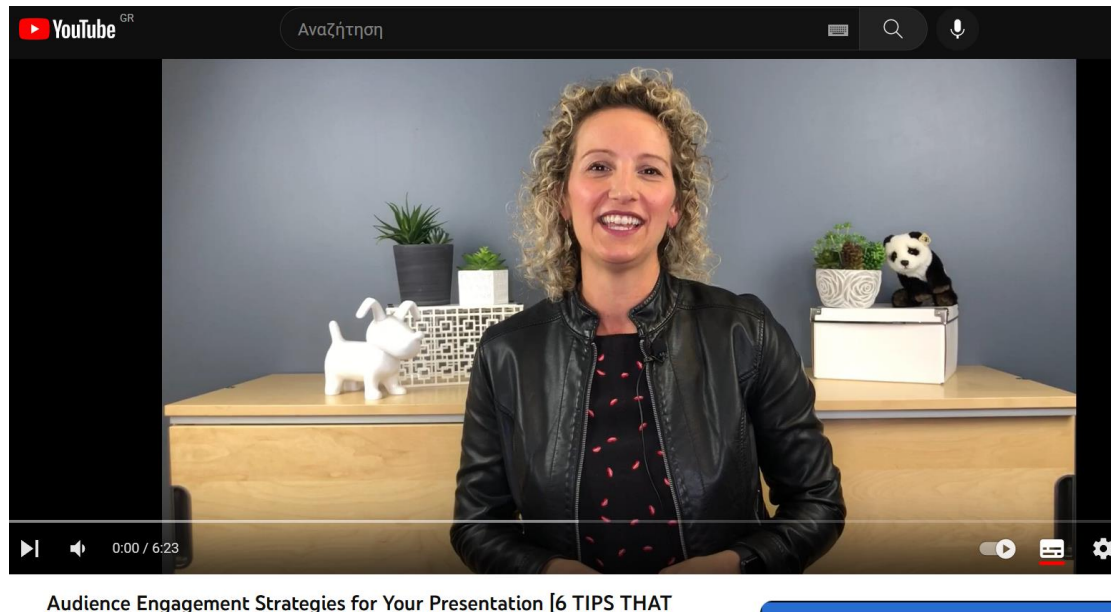 YouTube GR
Αναζήτηση
0:00 / 6:23
Audience Engagement Strategies for Your Presentation [6 TIPS THAT